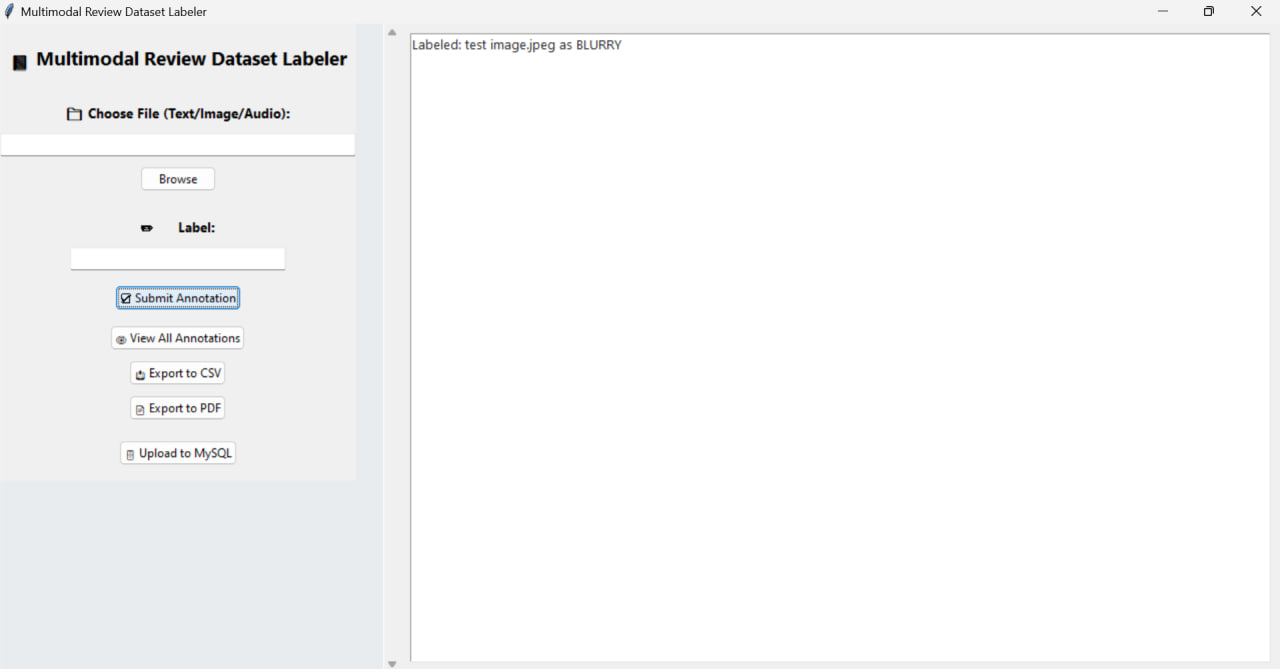 Multimodal Review Dataset Labeler
Multimodal Review Dataset Labeler
Choose File (Text/Image/Audio):
Browse
Label:
Submit Annotation
View All Annotations
Export to CSV
Export to PDF
Upload to MySQL
Labeled: test image.jpeg as BLURRY